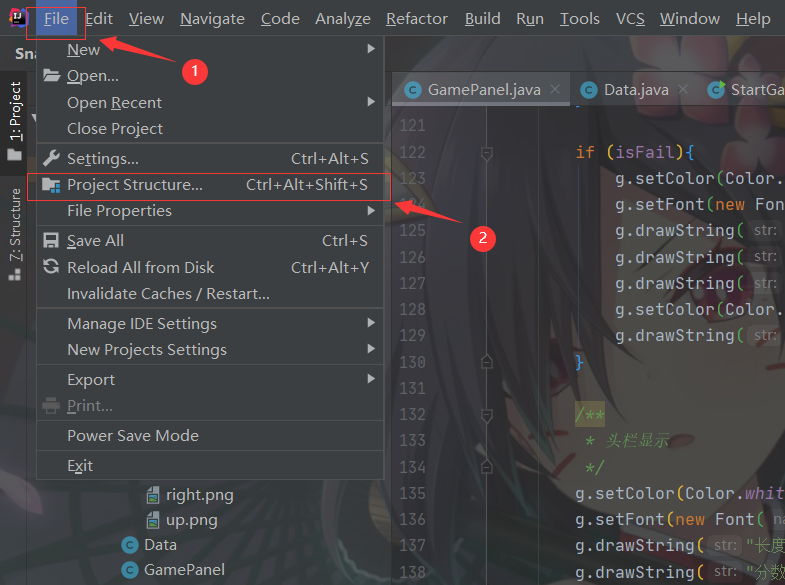 File Edit View Navigate Code Analyze Refactor Build Run Tools VCS Window Help
Sna
1: Project
Z: Structure
New
1
Open...
Open Recent
Close Project
Settings... Ctrl+Alt+S
Project Structure... Ctrl+Alt+Shift+S
2
File Properties
Save All Ctrl+S
Reload All from Disk Ctrl+Alt+Y
Invalidate Caches / Restart...
Manage IDE Settings
New Projects Settings
Export
Print...
Power Save Mode
Exit
right.png
up.png
Data
GamePanel
GamePanel.java Data.java StartGa
121
122 if (isFail){
123 g.setColor(Color.
124 g.setFont(new Fon
125 g.drawString( str:
126 g.drawString( str:
127 g.drawString( str:
128 g.setColor(Color.
129 g.drawString( str:
130 }
131
132 /**
133 * 头栏显示
134 */
135 g.setColor(Color.whit
136 g.setFont(new Font( na
137 g.drawString( str: "长度
138 g.drawString( str: "分数